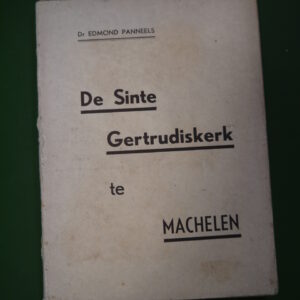 Dr EDMOND PANNEELS
De Sinte
Gertrudiskerk
te
MACHELEN